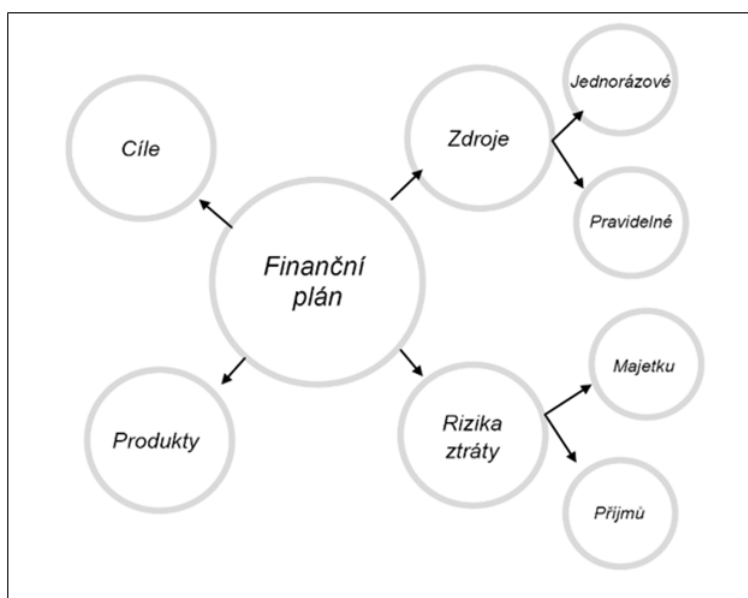 Jednorázové
Cíle
Zdroje
Pravidelné
Finanční
plán
Majetku
Produkty
Rizika
ztráty
Příjmů